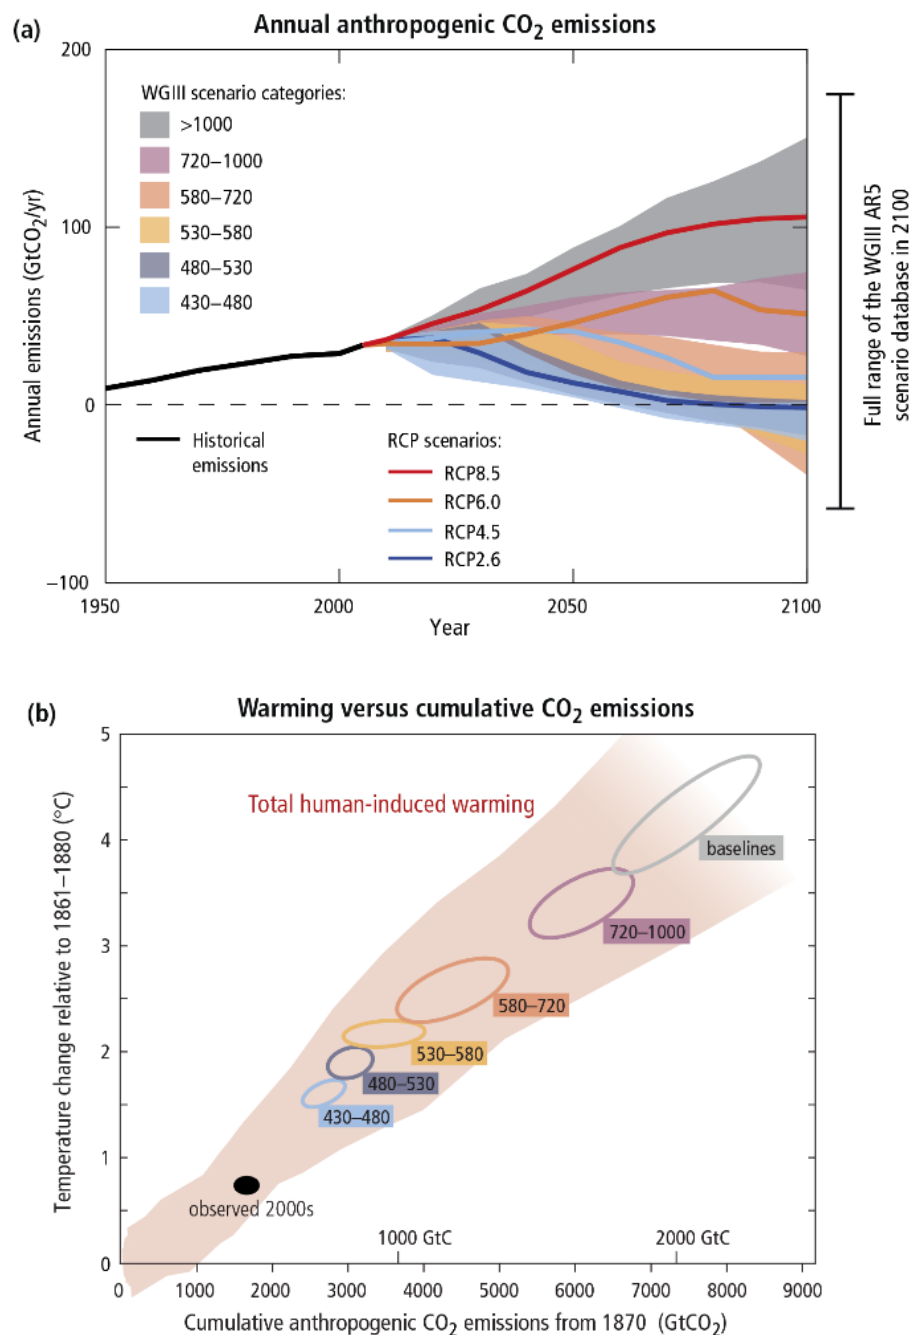 (a)
Annual anthropogenic CO₂ emissions
200
WGIII scenario categories:
>1000
720–1000
580–720
530–580
480–530
430–480
100
0
−100
Annual emissions (GtCO₂/yr)
Historical
emissions
RCP scenarios:
RCP8.5
RCP6.0
RCP4.5
RCP2.6
1950
2000
2050
2100
Year
Full range of the WGIII AR5
scenario database in 2100
(b)
Warming versus cumulative CO₂ emissions
5
4
3
2
1
0
Temperature change relative to 1861–1880 (°C)
Total human-induced warming
baselines
720–1000
580–720
530–580
480–530
430–480
observed 2000s
1000 GtC
2000 GtC
0
1000
2000
3000
4000
5000
6000
7000
8000
9000
Cumulative anthropogenic CO₂ emissions from 1870 (GtCO₂)